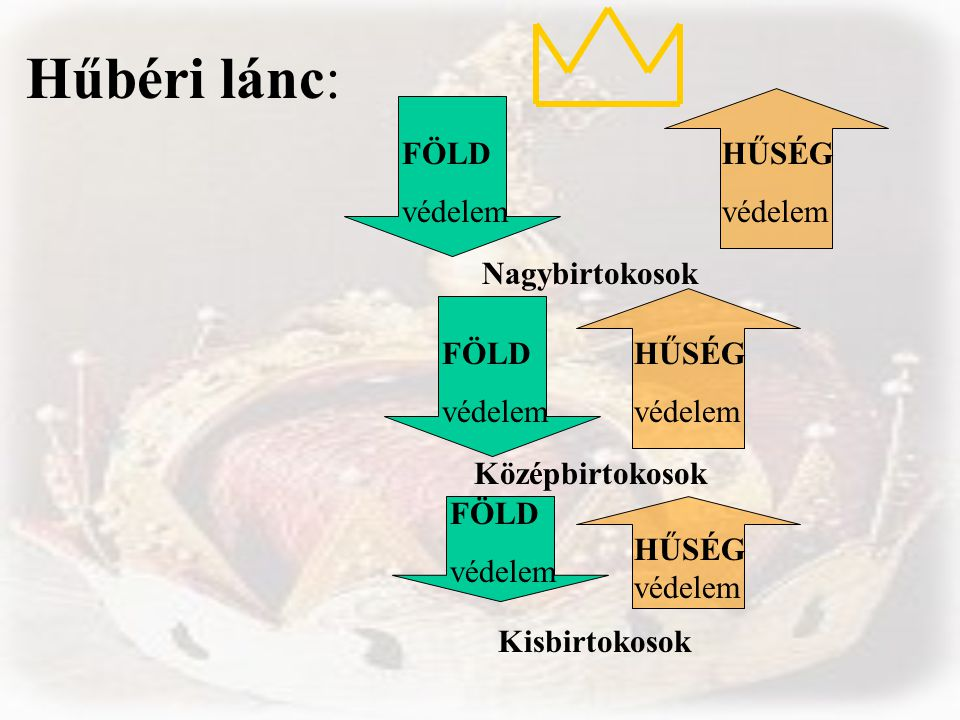 Hűbéri lánc:
FÖLD
védelem
HŰSÉG
védelem
Nagybirtokosok
FÖLD
védelem
HŰSÉG
védelem
Középbirtokosok
FÖLD
védelem
HŰSÉG
védelem
Kisbirtokosok